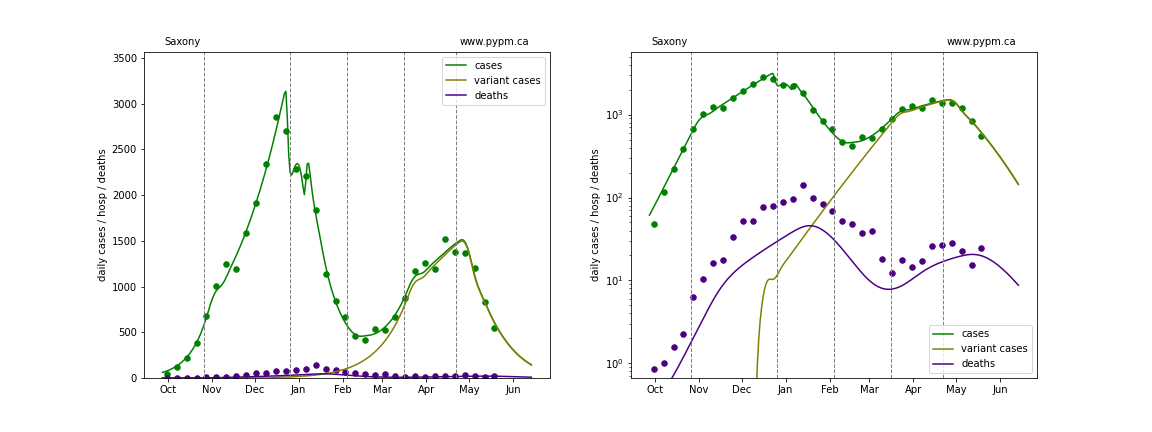 Saxony www.pypm.ca
daily cases / hosp / deaths
3500
3000
2500
2000
1500
1000
500
0
Oct Nov Dec Jan Feb Mar Apr May Jun
cases
variant cases
deaths
Saxony www.pypm.ca
daily cases / hosp / deaths
10³
10²
10¹
10⁰
Oct Nov Dec Jan Feb Mar Apr May Jun
cases
variant cases
deaths